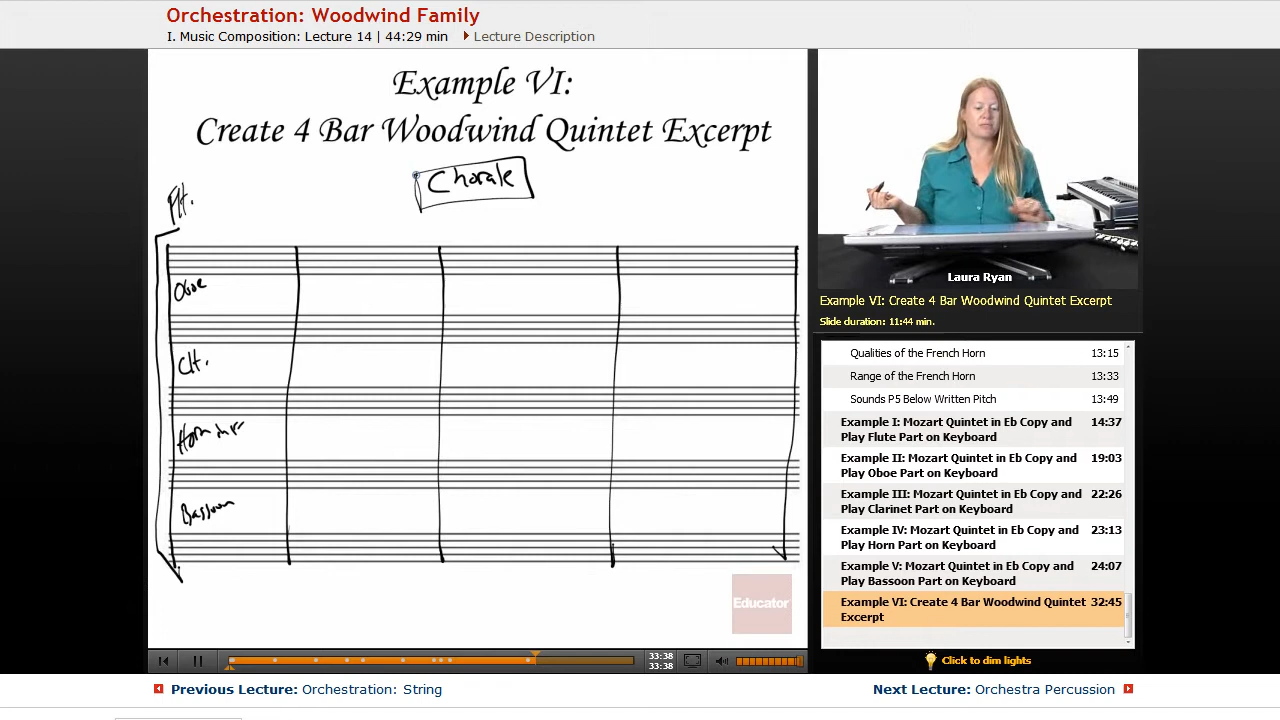 Orchestration: Woodwind Family
I. Music Composition: Lecture 14 | 44:29 min
Lecture Description
Example VI:
Create 4 Bar Woodwind Quintet Excerpt
Chorale
Flt.
Oboe
Clt.
Horn in F
Bassoon
Educator
33:38
33:38
Laura Ryan
Example VI: Create 4 Bar Woodwind Quintet Excerpt
Slide duration: 11:44 min.
Qualities of the French Horn 13:15
Range of the French Horn 13:33
Sounds P5 Below Written Pitch 13:49
Example I: Mozart Quintet in Eb Copy and 14:37
Play Flute Part on Keyboard
Example II: Mozart Quintet in Eb Copy and 19:03
Play Oboe Part on Keyboard
Example III: Mozart Quintet in Eb Copy and 22:26
Play Clarinet Part on Keyboard
Example IV: Mozart Quintet in Eb Copy and 23:13
Play Horn Part on Keyboard
Example V: Mozart Quintet in Eb Copy and 24:07
Play Bassoon Part on Keyboard
Example VI: Create 4 Bar Woodwind Quintet 32:45
Excerpt
Click to dim lights
Previous Lecture: Orchestration: String
Next Lecture: Orchestra Percussion